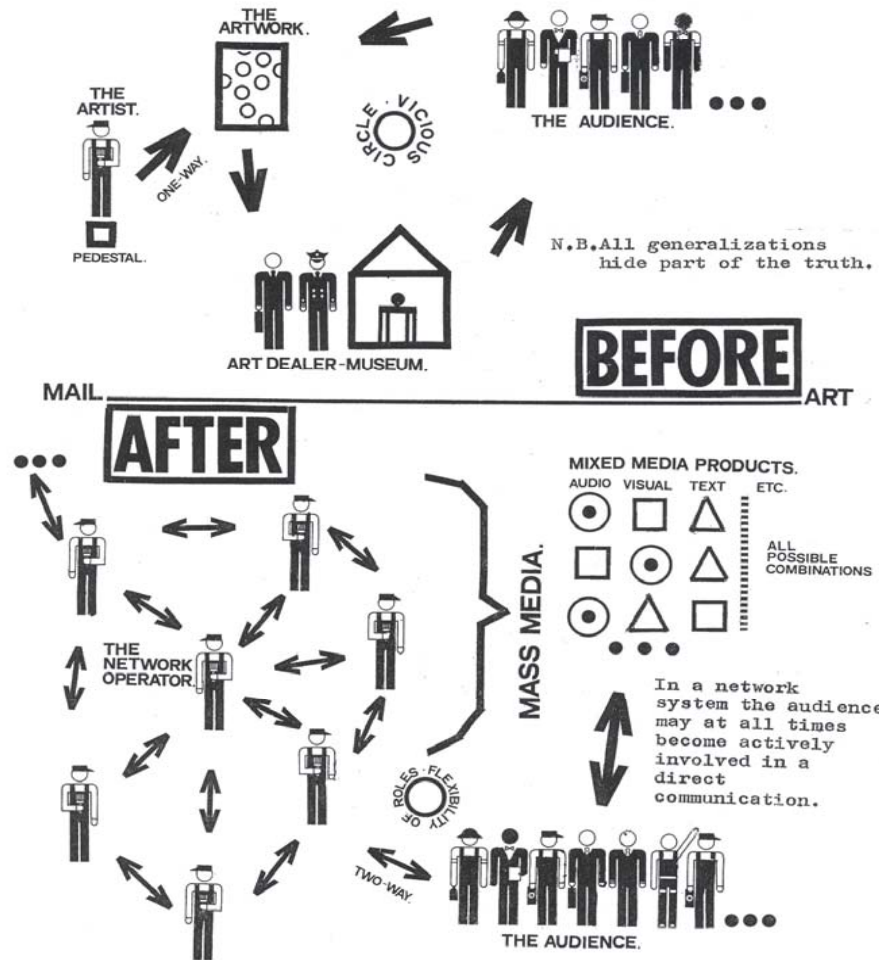 THE
ARTWORK.
THE
ARTIST.
ONE-WAY.
PEDESTAL.
VICIOUS CIRCLE ·
THE AUDIENCE.
N.B.All generalizations
hide part of the truth.
ART DEALER-MUSEUM.
BEFORE
MAIL
ART
AFTER
THE
NETWORK
OPERATOR.
MASS MEDIA.
MIXED MEDIA PRODUCTS.
AUDIO VISUAL TEXT ETC.
ALL
POSSIBLE
COMBINATIONS
In a network
system the audience
may at all times
become actively
involved in a
direct
communication.
FLEXIBILITY OF ROLES ·
TWO-WAY.
THE AUDIENCE.